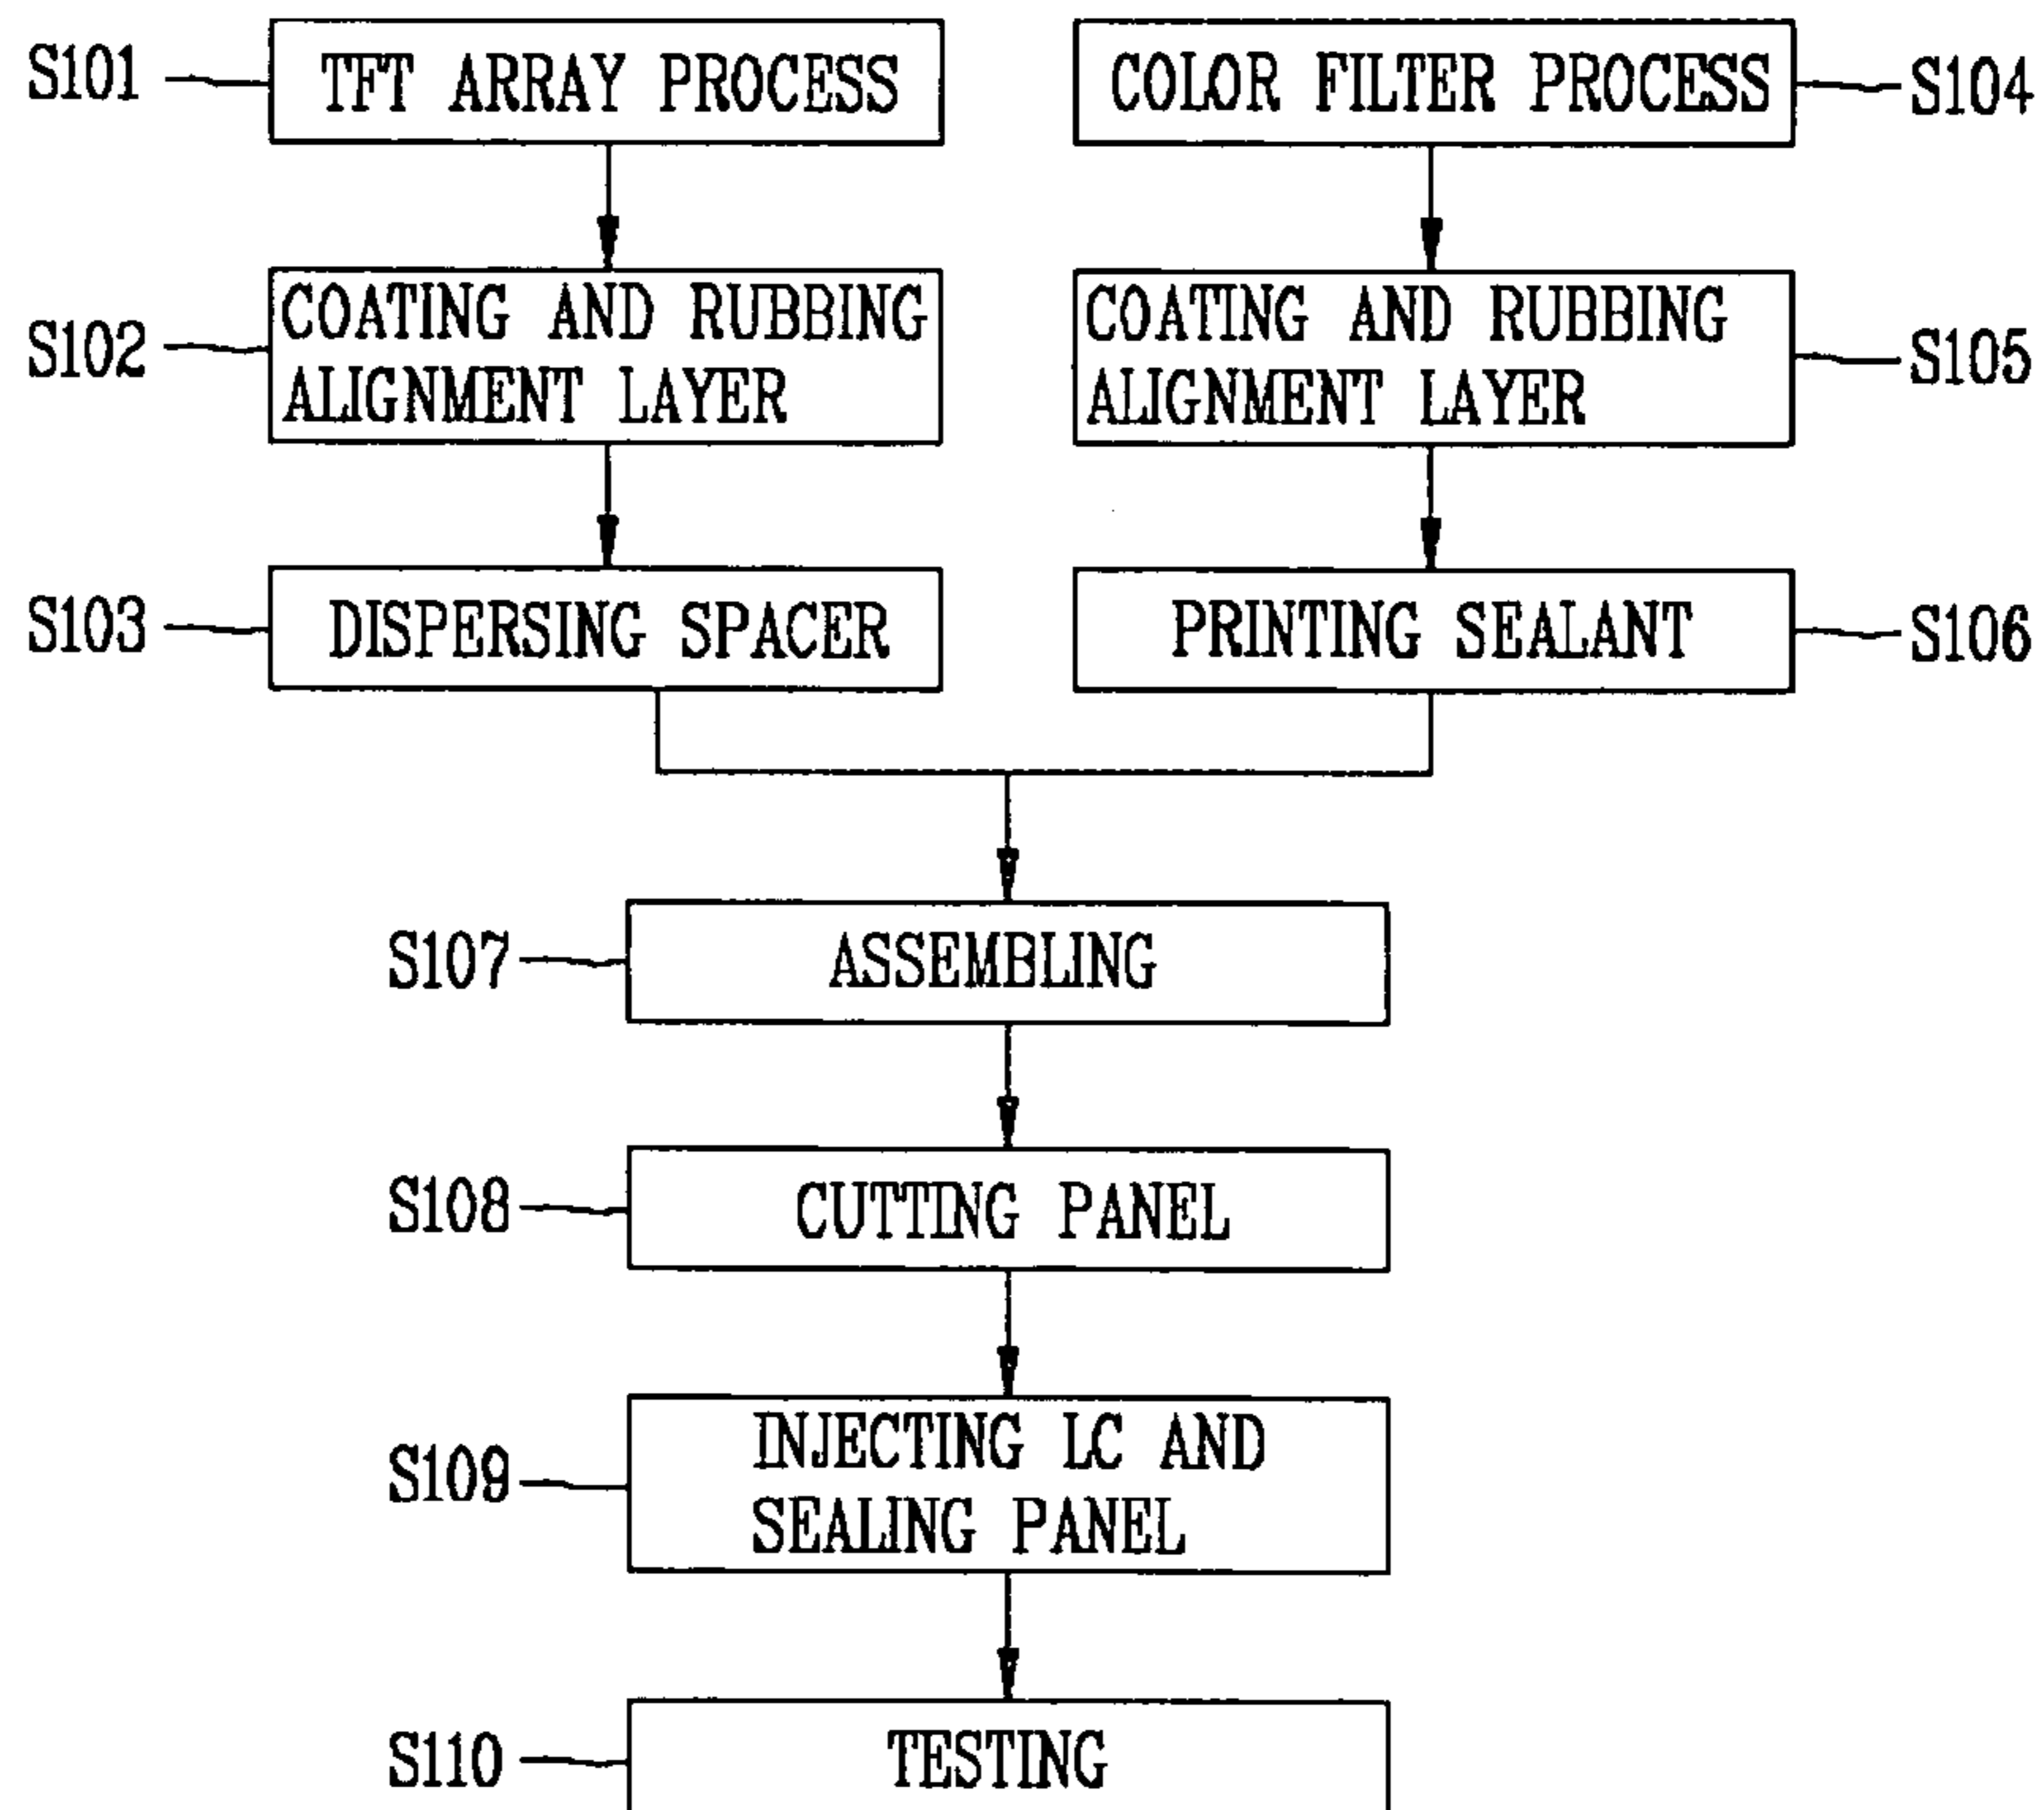 S101
TFT ARRAY PROCESS
COLOR FILTER PROCESS
S104
S102
COATING AND RUBBING
ALIGNMENT LAYER
COATING AND RUBBING
ALIGNMENT LAYER
S105
S103
DISPERSING SPACER
PRINTING SEALANT
S106
S107
ASSEMBLING
S108
CUTTING PANEL
S109
INJECTING LC AND
SEALING PANEL
S110
TESTING